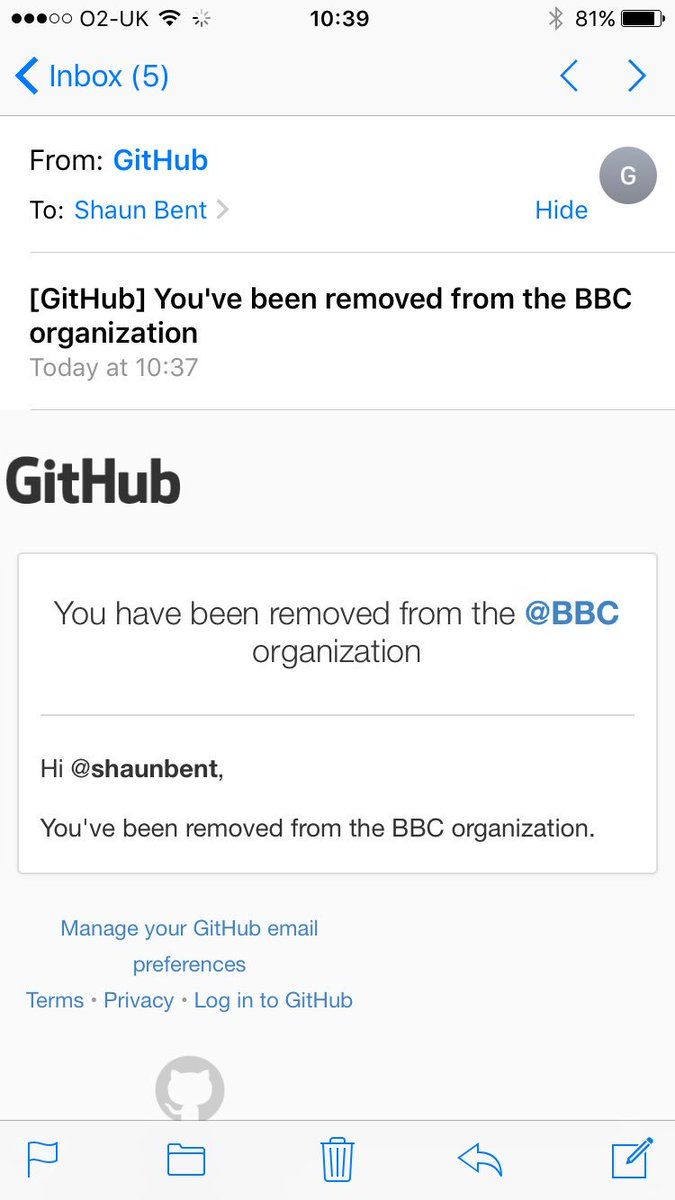 O2-UK 10:39 81%
Inbox (5)
From: GitHub
G
To: Shaun Bent Hide
[GitHub] You've been removed from the BBC
organization
Today at 10:37
GitHub
You have been removed from the @BBC
organization
Hi @shaunbent,
You've been removed from the BBC organization.
Manage your GitHub email
preferences
Terms • Privacy • Log in to GitHub